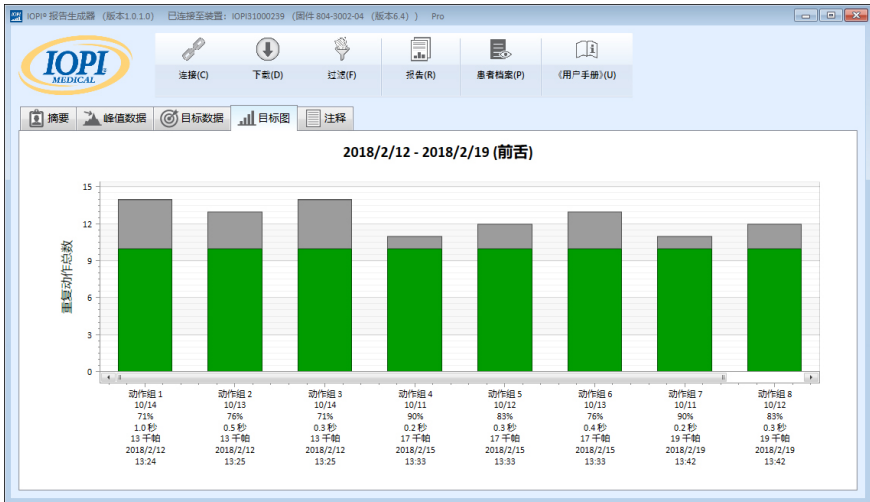 IOPI® 报告生成器 (版本1.0.1.0) 已连接至装置: IOPI31000239 (固件 804-3002-04 (版本6.4)) Pro
IOPI
MEDICAL
连接(C) 下载(D) 过滤(F) 报告(R) 患者档案(P) 《用户手册》(U)
摘要 峰值数据 目标数据 目标图 注释
2018/2/12 - 2018/2/19 (前舌)
重复动作总数
15
12
9
6
3
0
动作组 1 动作组 2 动作组 3 动作组 4 动作组 5 动作组 6 动作组 7 动作组 8
10/14 10/13 10/14 10/11 10/12 10/13 10/11 10/12
71% 76% 71% 90% 83% 76% 90% 83%
1.0 秒 0.5 秒 0.3 秒 0.2 秒 0.3 秒 0.4 秒 0.2 秒 0.3 秒
13 千帕 13 千帕 13 千帕 17 千帕 17 千帕 17 千帕 19 千帕 19 千帕
2018/2/12 2018/2/12 2018/2/12 2018/2/15 2018/2/15 2018/2/15 2018/2/19 2018/2/19
13:24 13:25 13:25 13:33 13:33 13:33 13:42 13:42